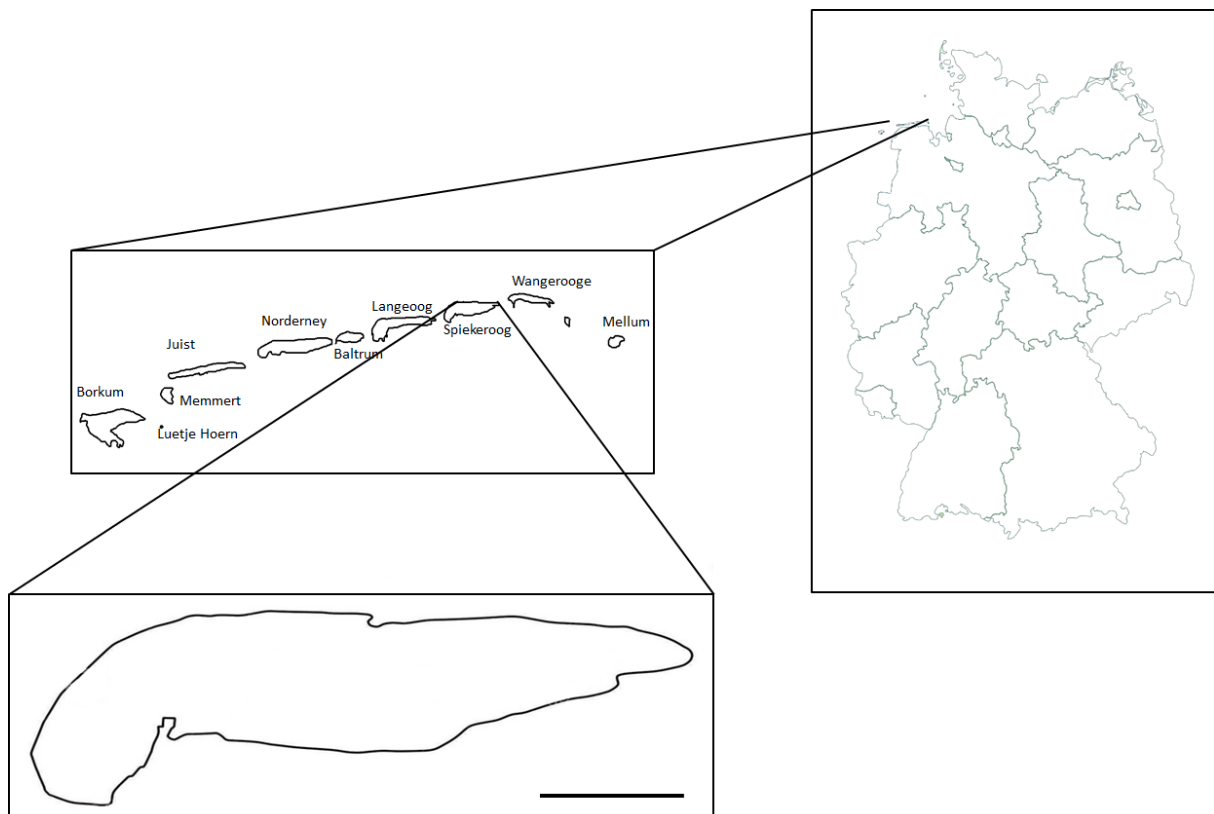 Wangerooge
Langeoog
Norderney
Spiekeroog
Mellum
Baltrum
Juist
Borkum
Memmert
Luetje Hoern